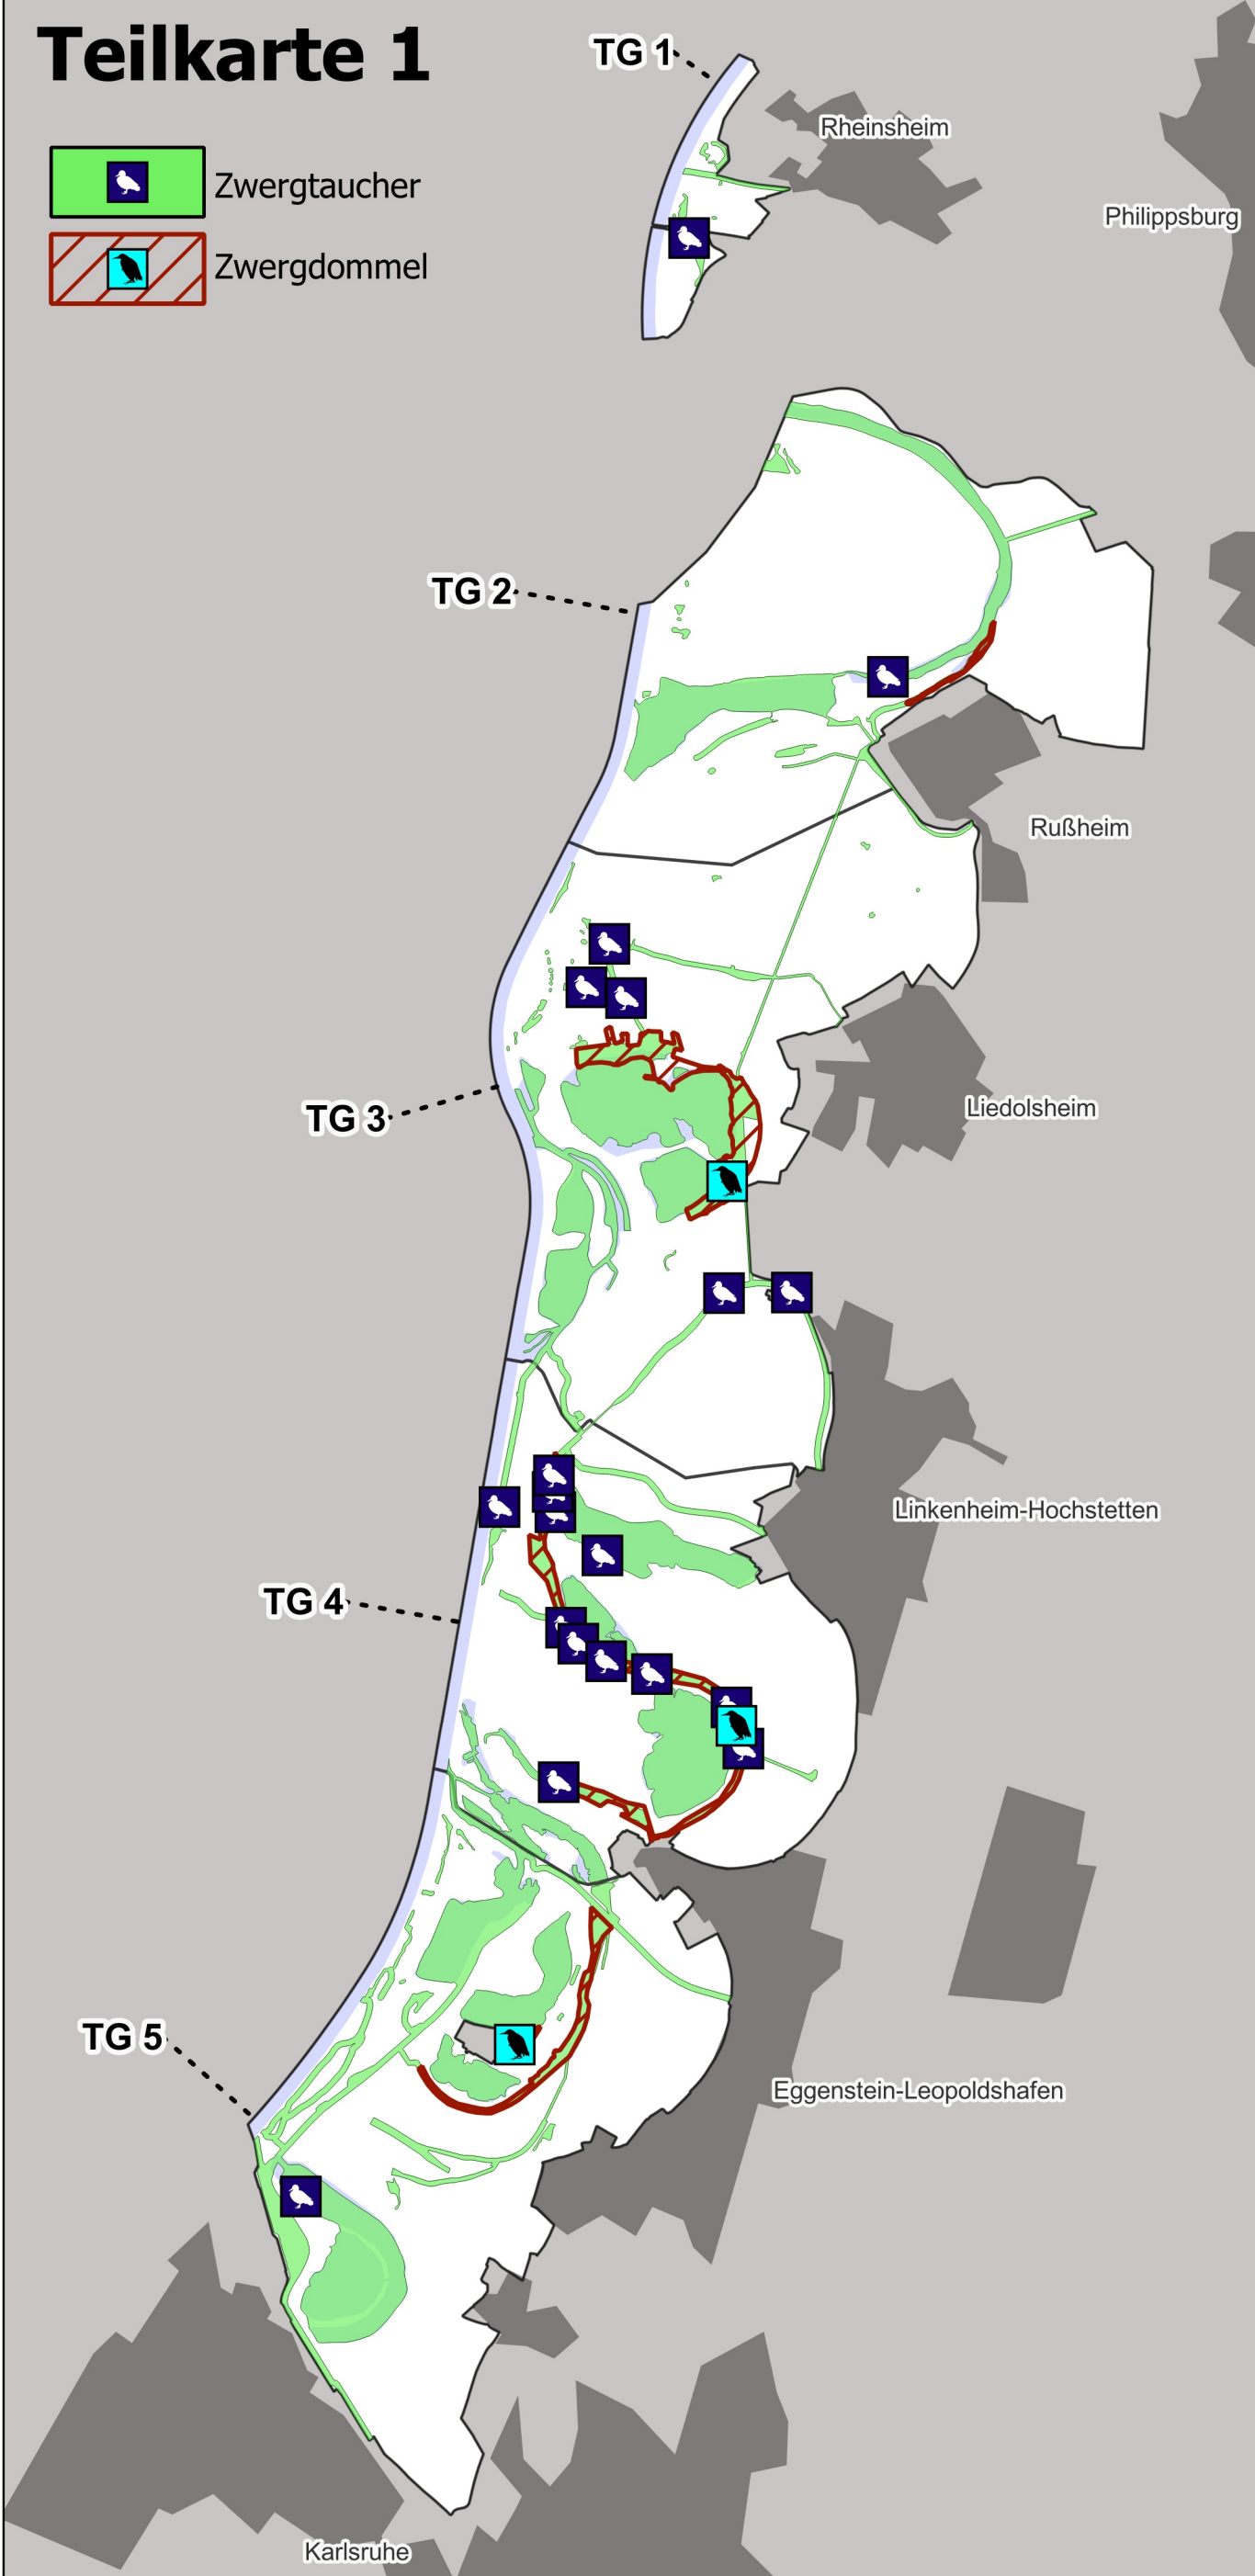 Teilkarte 1
TG 1
Rheinsheim
Zwergtaucher
Philippsburg
Zwergdommel
TG 2
Rußheim
TG 3
Liedolsheim
Linkenheim-Hochstetten
TG 4
TG 5
Eggenstein-Leopoldshafen
Karlsruhe